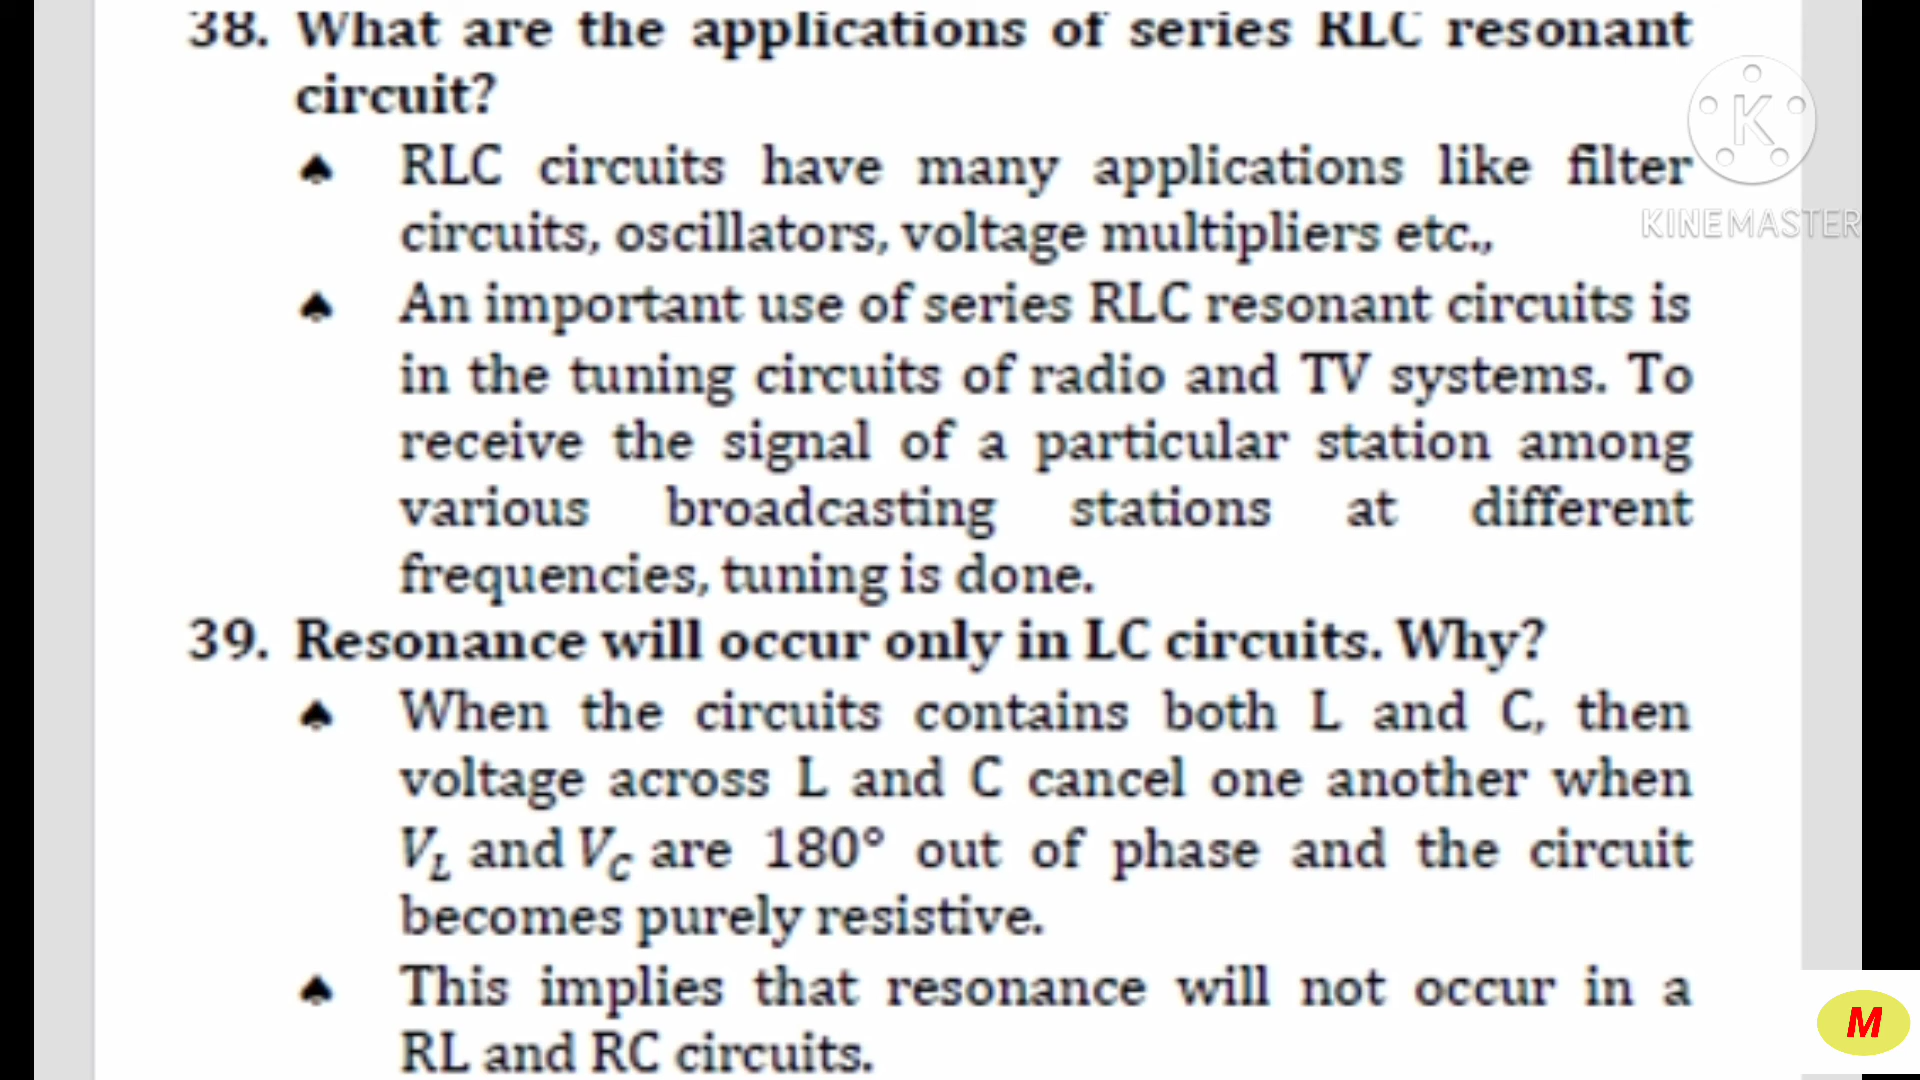 38. What are the applications of series RLC resonant
circuit?
♠ RLC circuits have many applications like filter
circuits, oscillators, voltage multipliers etc.,
♠ An important use of series RLC resonant circuits is
in the tuning circuits of radio and TV systems. To
receive the signal of a particular station among
various broadcasting stations at different
frequencies, tuning is done.
39. Resonance will occur only in LC circuits. Why?
♠ When the circuits contains both L and C, then
voltage across L and C cancel one another when
V_L and V_C are 180° out of phase and the circuit
becomes purely resistive.
♠ This implies that resonance will not occur in a
RL and RC circuits.
K
KINEMASTER
M